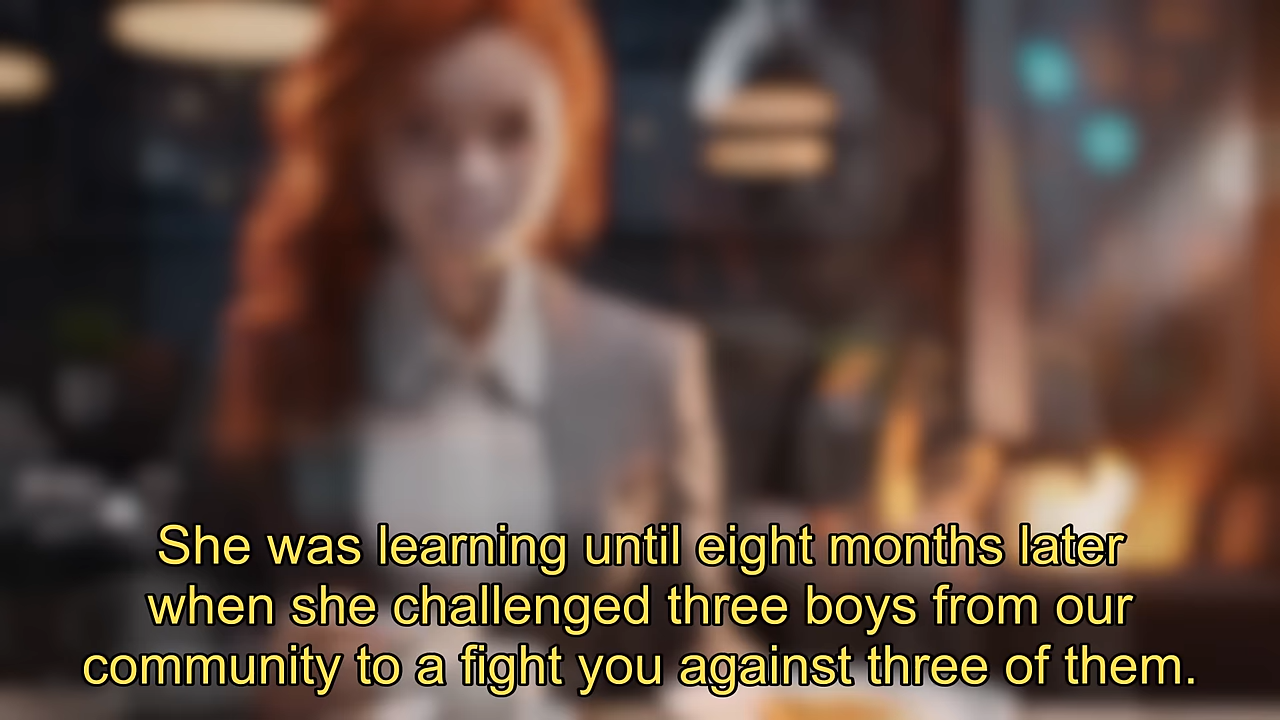 She was learning until eight months later
when she challenged three boys from our
community to a fight you against three of them.